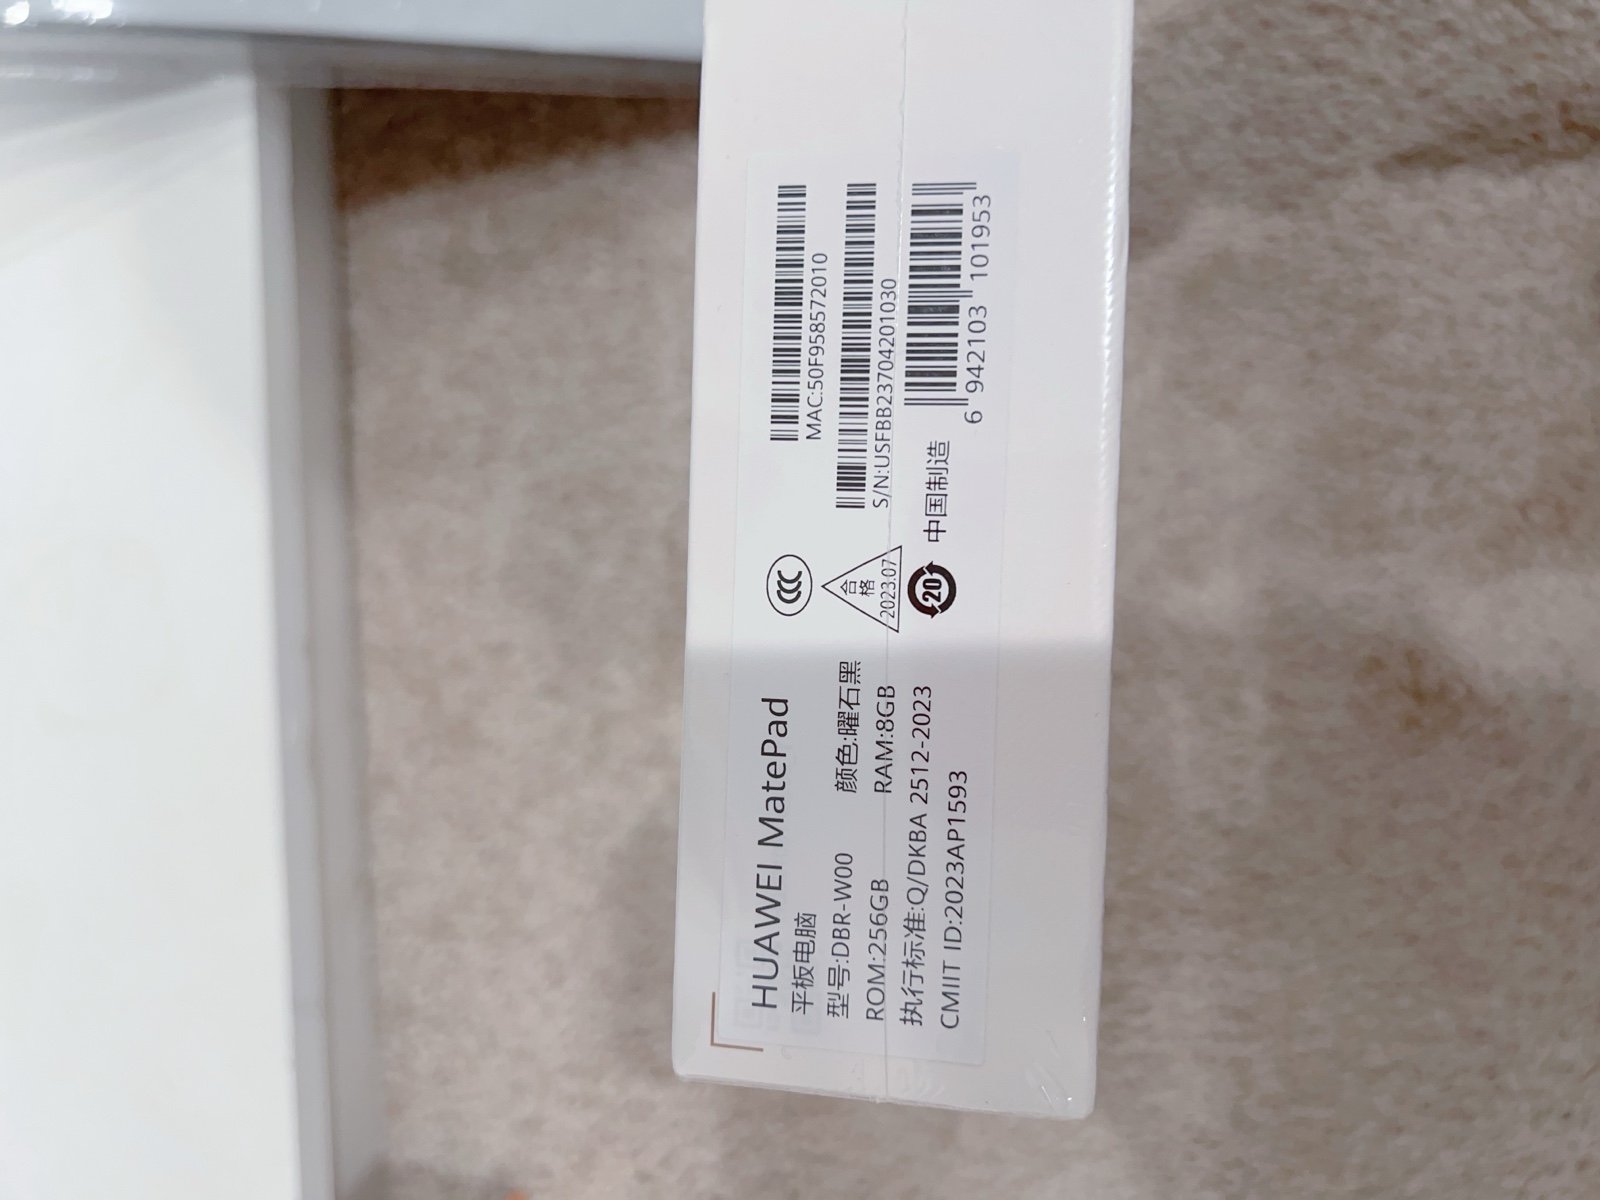 HUAWEI MatePad
平板电脑
型号:DBR-W00 颜色:曜石黑
ROM:256GB RAM:8GB
执行标准:Q/DKBA 2512-2023
CMIIT ID:2023AP1593
CCC
合
格
2023.07
20
中国制造
MAC:50F958572010
S/N:USFBB23704201030
6 942103 101953